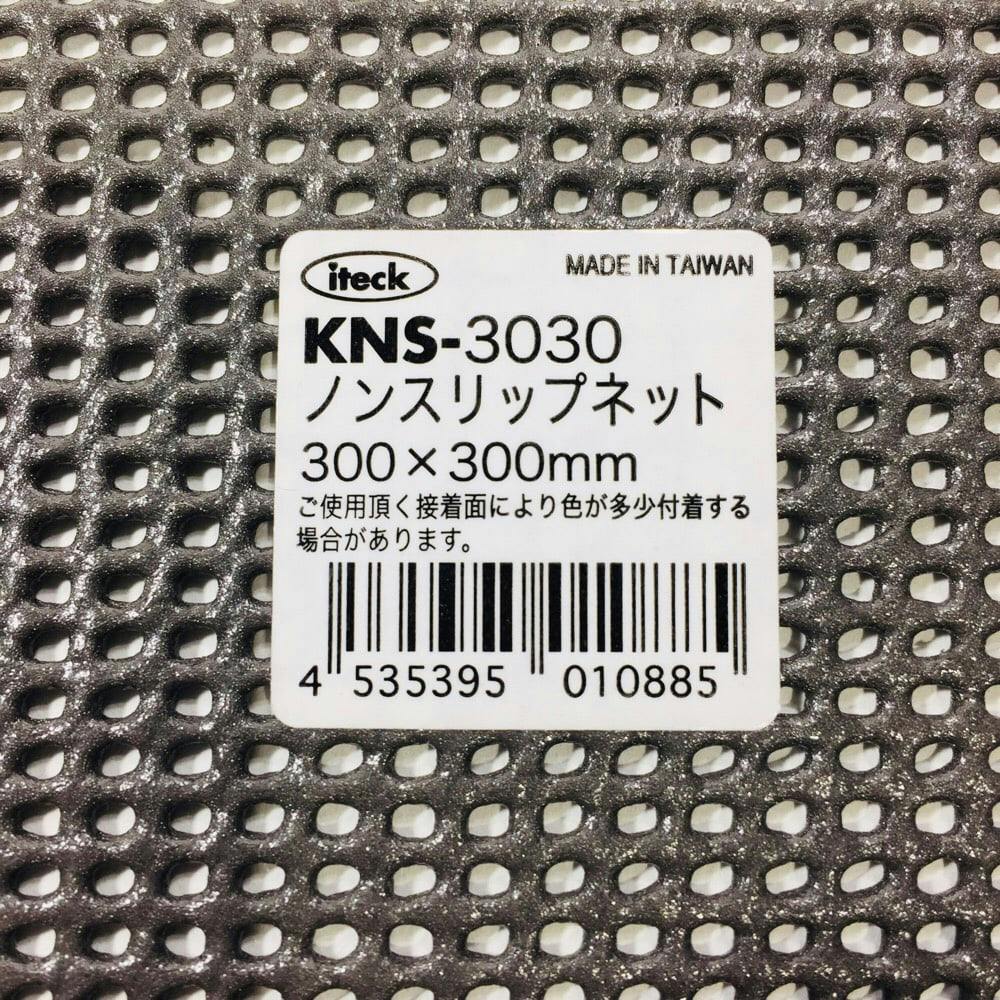 iteck
MADE IN TAIWAN
KNS-3030
ノンスリップネット
300×300mm
ご使用頂く接着面により色が多少付着する
場合があります。
4 535395 010885